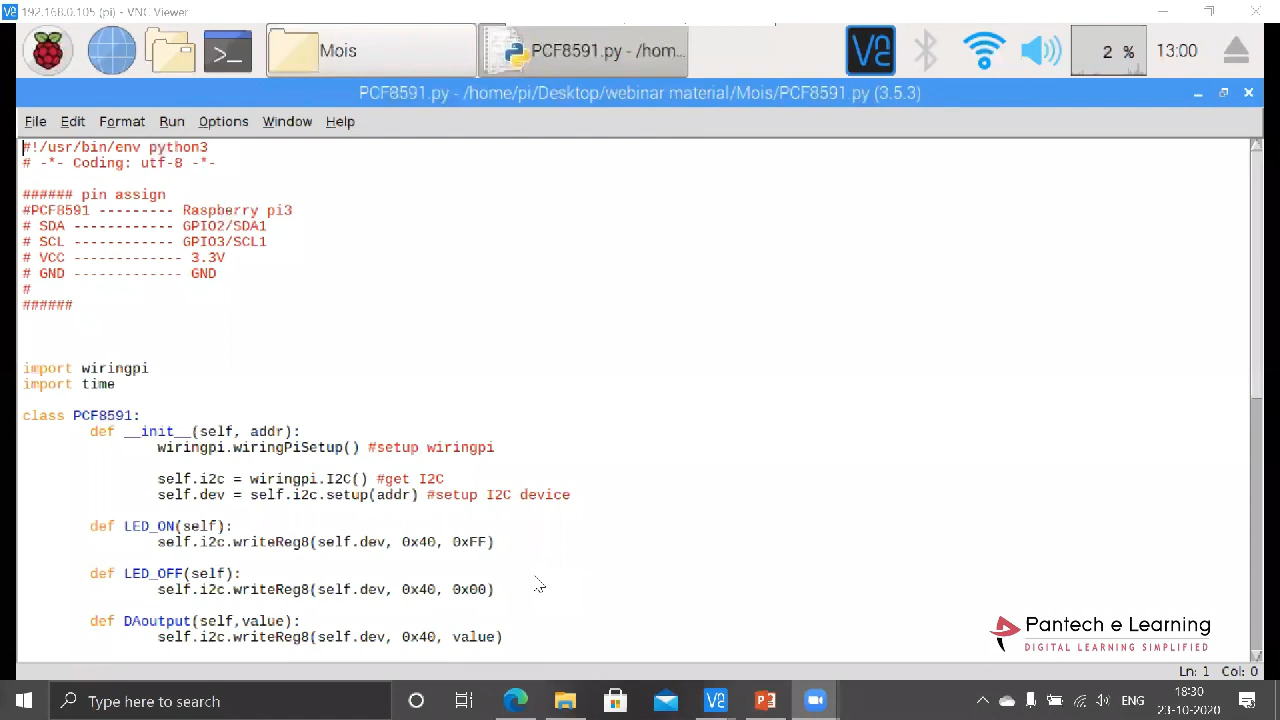 192.168.0.105 (pi) - VNC Viewer
Mois
PCF8591.py - /hom...
2 %
13:00
PCF8591.py - /home/pi/Desktop/webinar material/Mois/PCF8591.py (3.5.3)
File Edit Format Run Options Window Help
#!/usr/bin/env python3
# -*- Coding: utf-8 -*-
###### pin assign
#PCF8591 --------- Raspberry pi3
# SDA ------------ GPIO2/SDA1
# SCL ------------ GPIO3/SCL1
# VCC ------------- 3.3V
# GND ------------- GND
#
######
import wiringpi
import time
class PCF8591:
def __init__(self, addr):
wiringpi.wiringPiSetup() #setup wiringpi
self.i2c = wiringpi.I2C() #get I2C
self.dev = self.i2c.setup(addr) #setup I2C device
def LED_ON(self):
self.i2c.writeReg8(self.dev, 0x40, 0xFF)
def LED_OFF(self):
self.i2c.writeReg8(self.dev, 0x40, 0x00)
def DAoutput(self,value):
self.i2c.writeReg8(self.dev, 0x40, value)
Pantech e Learning
DIGITAL LEARNING SIMPLIFIED
Ln: 1 Col: 0
Type here to search
ENG
18:30
23-10-2020